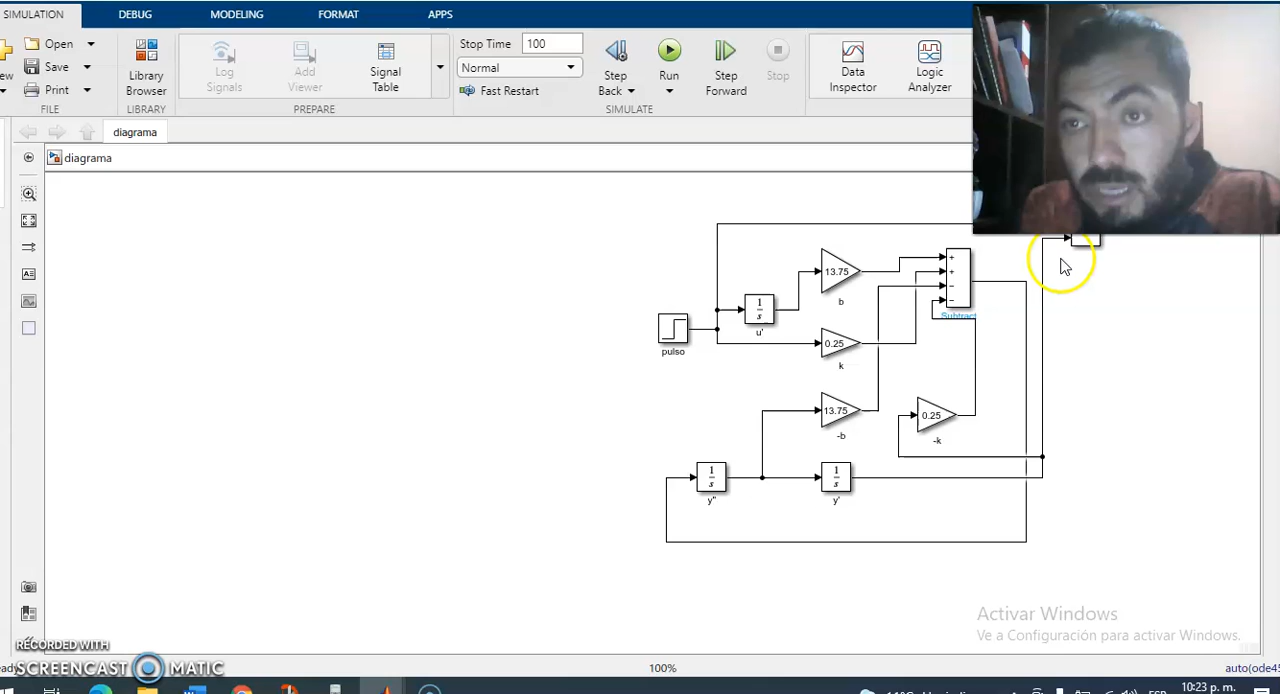 SIMULATION DEBUG MODELING FORMAT APPS
Open
Save
Print
FILE
Library
Browser
LIBRARY
Log
Signals
Add
Viewer
Signal
Table
PREPARE
Stop Time 100
Normal
Fast Restart
Step
Back
Run
Step
Forward
Stop
SIMULATE
Data
Inspector
Logic
Analyzer
diagrama
diagrama
13.75
b
+
+
−
−
Subtract
1
s
u'
pulso
0.25
k
13.75
-b
0.25
-k
1
s
y"
1
s
y'
Activar Windows
Ve a Configuración para activar Windows.
RECORDED WITH
SCREENCAST MATIC
100%
10:23 p. m.